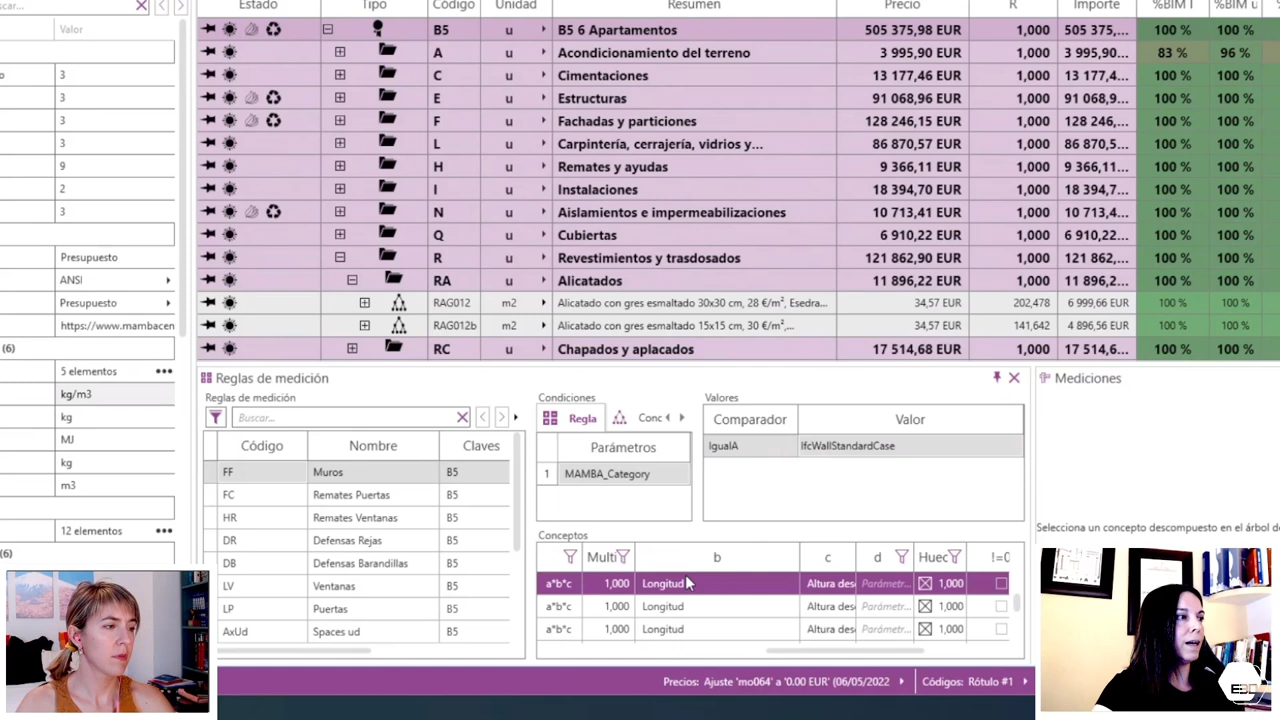 Estado Tipo Código Unidad Resumen Precio R Importe %BIM l %BIM u
B5 u B5 6 Apartamentos 505 375,98 EUR 1,000 505 375,... 100 % 100 %
A u Acondicionamiento del terreno 3 995,90 EUR 1,000 3 995,90... 83 % 96 %
C u Cimentaciones 13 177,46 EUR 1,000 13 177,4... 100 % 100 %
E u Estructuras 91 068,96 EUR 1,000 91 068,9... 100 % 100 %
F u Fachadas y particiones 128 246,15 EUR 1,000 128 246,... 100 % 100 %
L u Carpintería, cerrajería, vidrios y... 86 870,57 EUR 1,000 86 870,5... 100 % 100 %
H u Remates y ayudas 9 366,11 EUR 1,000 9 366,11... 100 % 100 %
I u Instalaciones 18 394,70 EUR 1,000 18 394,7... 100 % 100 %
N u Aislamientos e impermeabilizaciones 10 713,41 EUR 1,000 10 713,4... 100 % 100 %
Q u Cubiertas 6 910,22 EUR 1,000 6 910,22... 100 % 100 %
R u Revestimientos y trasdosados 121 862,90 EUR 1,000 121 862,... 100 % 100 %
RA u Alicatados 11 896,22 EUR 1,000 11 896,2... 100 % 100 %
RAG012 m2 Alicatado con gres esmaltado 30x30 cm, 28 €/m², Esedra... 34,57 EUR 202,478 6 999,66 EUR 100 % 100 %
RAG012b m2 Alicatado con gres esmaltado 15x15 cm, 30 €/m²,... 34,57 EUR 141,642 4 896,56 EUR 100 % 100 %
RC u Chapados y aplacados 17 514,68 EUR 1,000 17 514,6... 100 % 100 %
Valor
3
3
3
3
9
2
3
Presupuesto
ANSI
Presupuesto
https://www.mambacen
(6)
5 elementos •••
kg/m3
kg
MJ
kg
m3
12 elementos •••
(6)
Reglas de medición
Reglas de medición
Buscar...
Código Nombre Claves
FF Muros B5
FC Remates Puertas B5
HR Remates Ventanas B5
DR Defensas Rejas B5
DB Defensas Barandillas B5
LV Ventanas B5
LP Puertas B5
AxUd Spaces ud B5
Condiciones
Regla Conc
Parámetros
1 MAMBA_Category
Valores
Comparador Valor
IgualA IfcWallStandardCase
Conceptos
Multi b c d Huec !=0
a*b*c 1,000 Longitud Altura des Parámetr... 1,000
a*b*c 1,000 Longitud Altura des Parámetr... 1,000
a*b*c 1,000 Longitud Altura des Parámetr... 1,000
Mediciones
Selecciona un concepto descompuesto en el árbol de
Precios: Ajuste 'mo064' a '0.00 EUR' (06/05/2022 Códigos: Rótulo #1